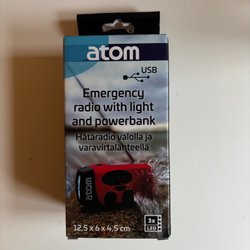 atom
USB
Emergency
radio with light
and powerbank
Hätäradio valolla ja
varavirtalähteellä
atom
12,5 x 6 x 4,5 cm
3x
LED